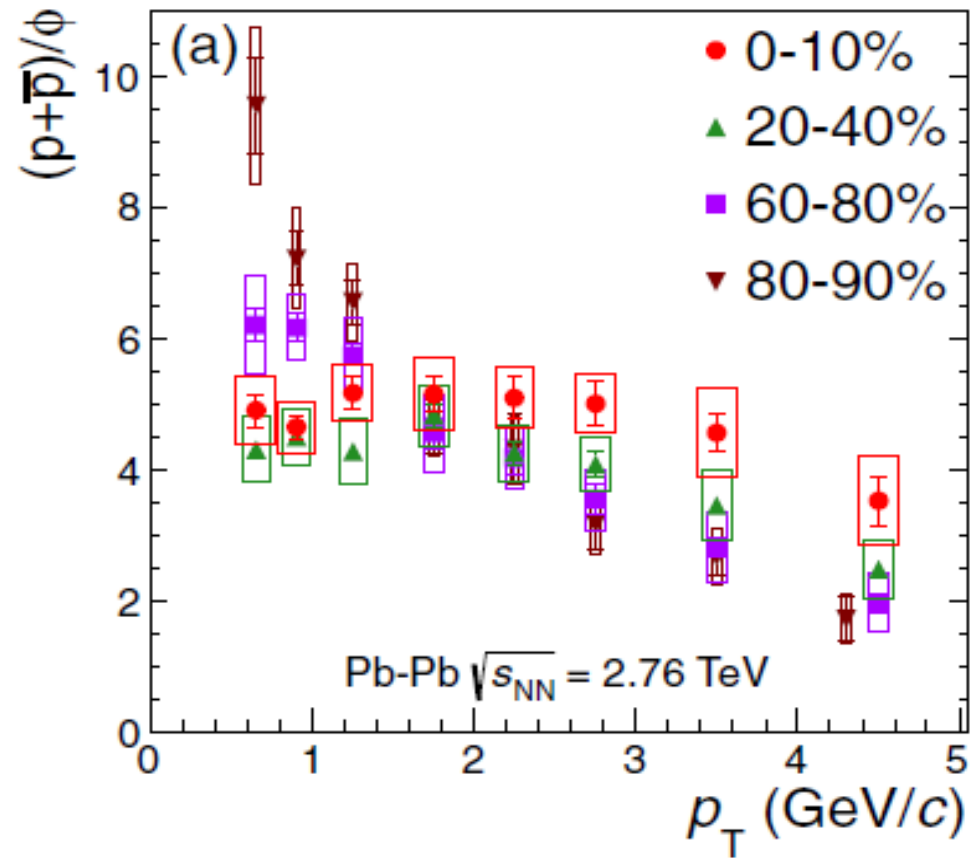 (p+p̅)/ϕ
(a)
0-10%
20-40%
60-80%
80-90%
10
8
6
4
2
0
Pb-Pb √sNN = 2.76 TeV
0 1 2 3 4 5
pT (GeV/c)